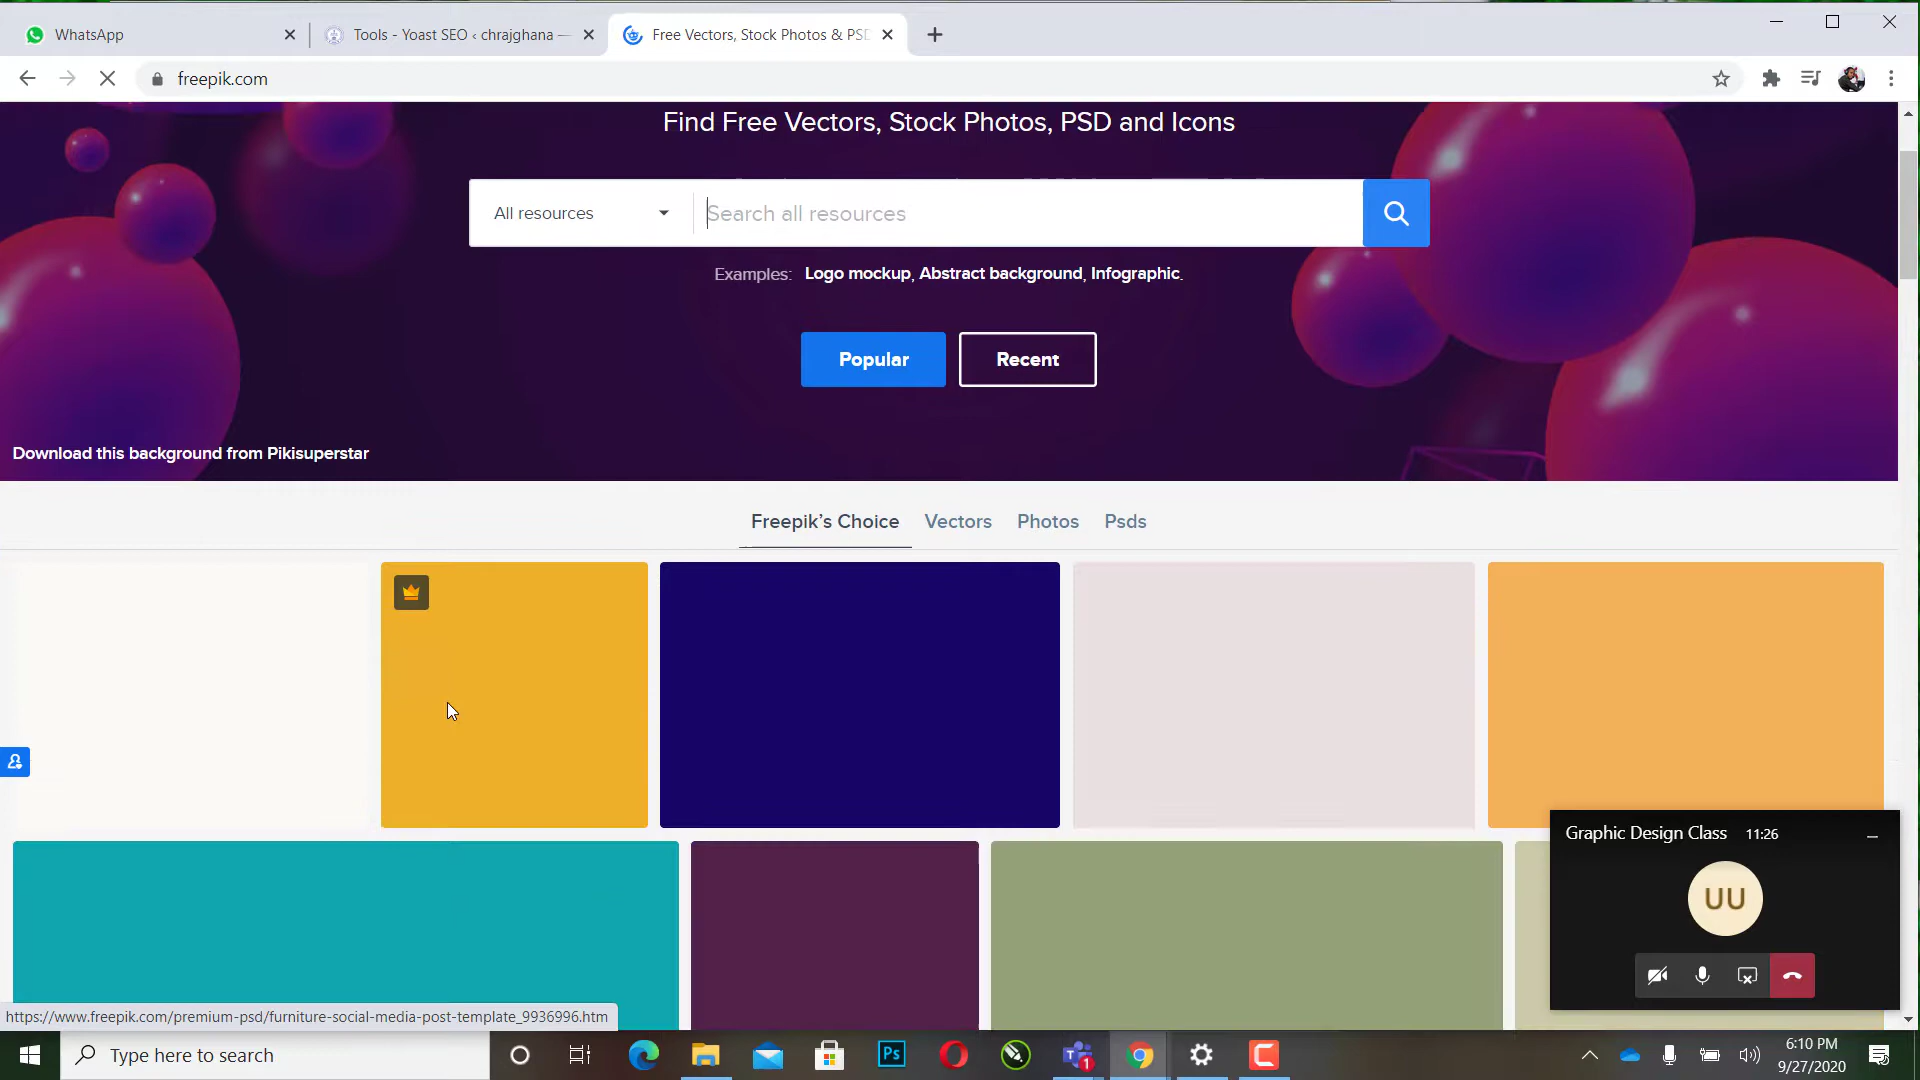 WhatsApp
Tools - Yoast SEO ‹ chrajghana —
Free Vectors, Stock Photos & PSD
freepik.com
Find Free Vectors, Stock Photos, PSD and Icons
All resources
Search all resources
Examples: Logo mockup, Abstract background, Infographic.
Popular
Recent
Download this background from Pikisuperstar
Freepik’s Choice
Vectors
Photos
Psds
Graphic Design Class
11:26
UU
https://www.freepik.com/premium-psd/furniture-social-media-post-template_9936996.htm
Type here to search
Ps
T
1
6:10 PM
9/27/2020